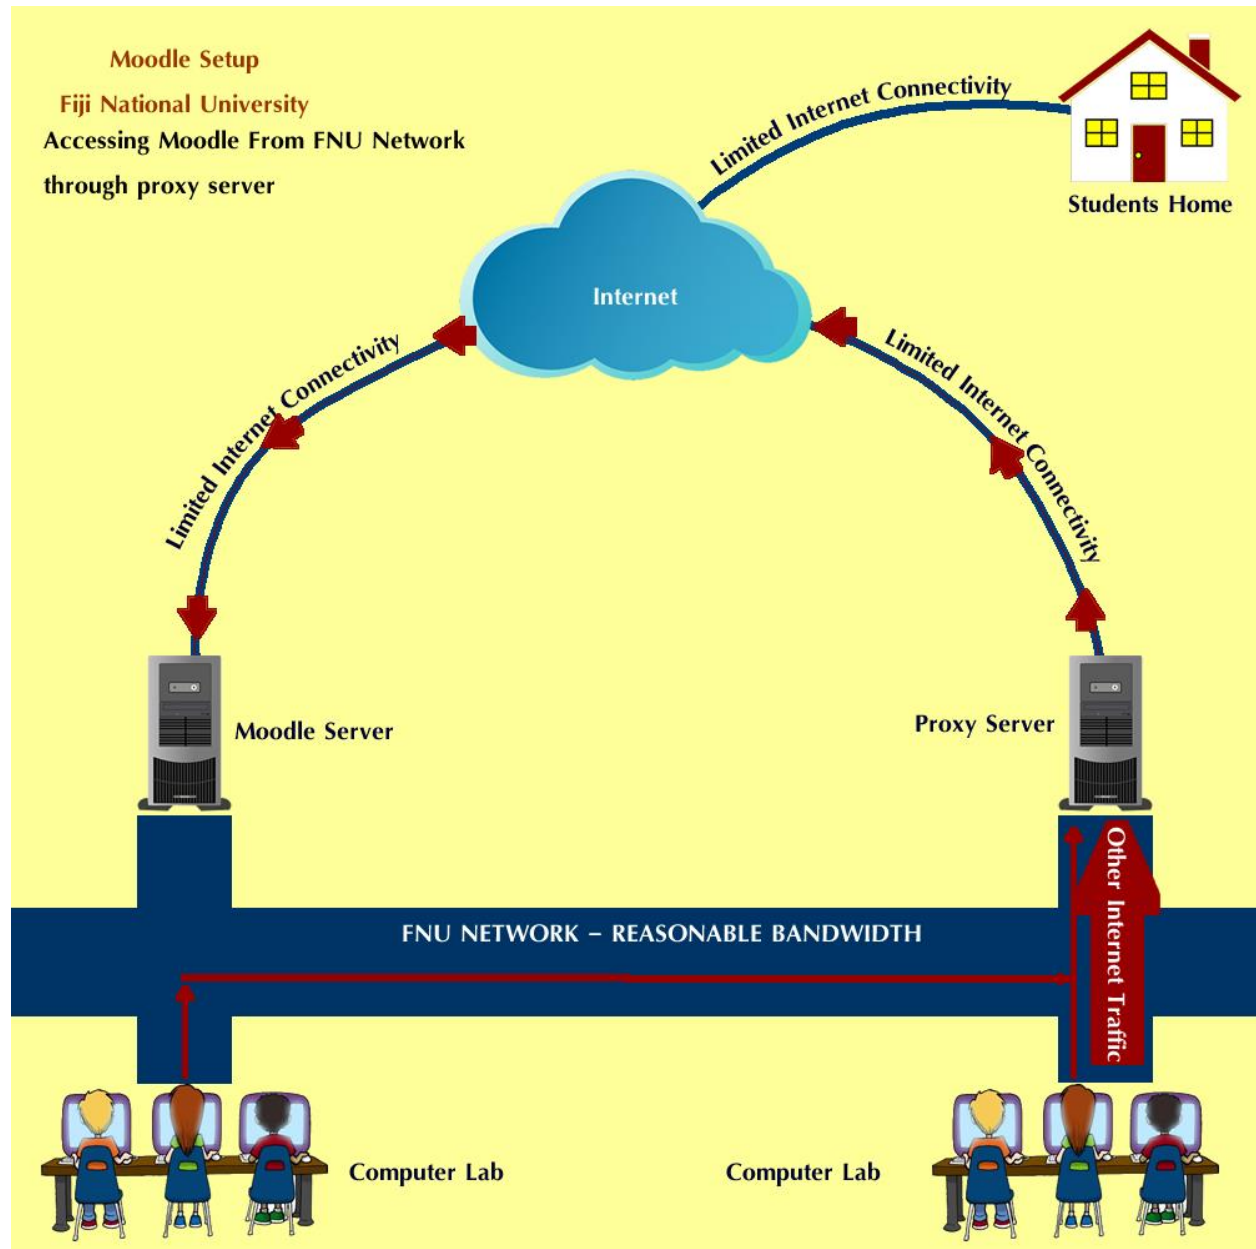 Moodle Setup
Fiji National University
Accessing Moodle From FNU Network
through proxy server
Limited Internet Connectivity
Students Home
Internet
Limited Internet Connectivity
Limited Internet Connectivity
Moodle Server
Proxy Server
Other Internet Traffic
FNU NETWORK – REASONABLE BANDWIDTH
Computer Lab
Computer Lab